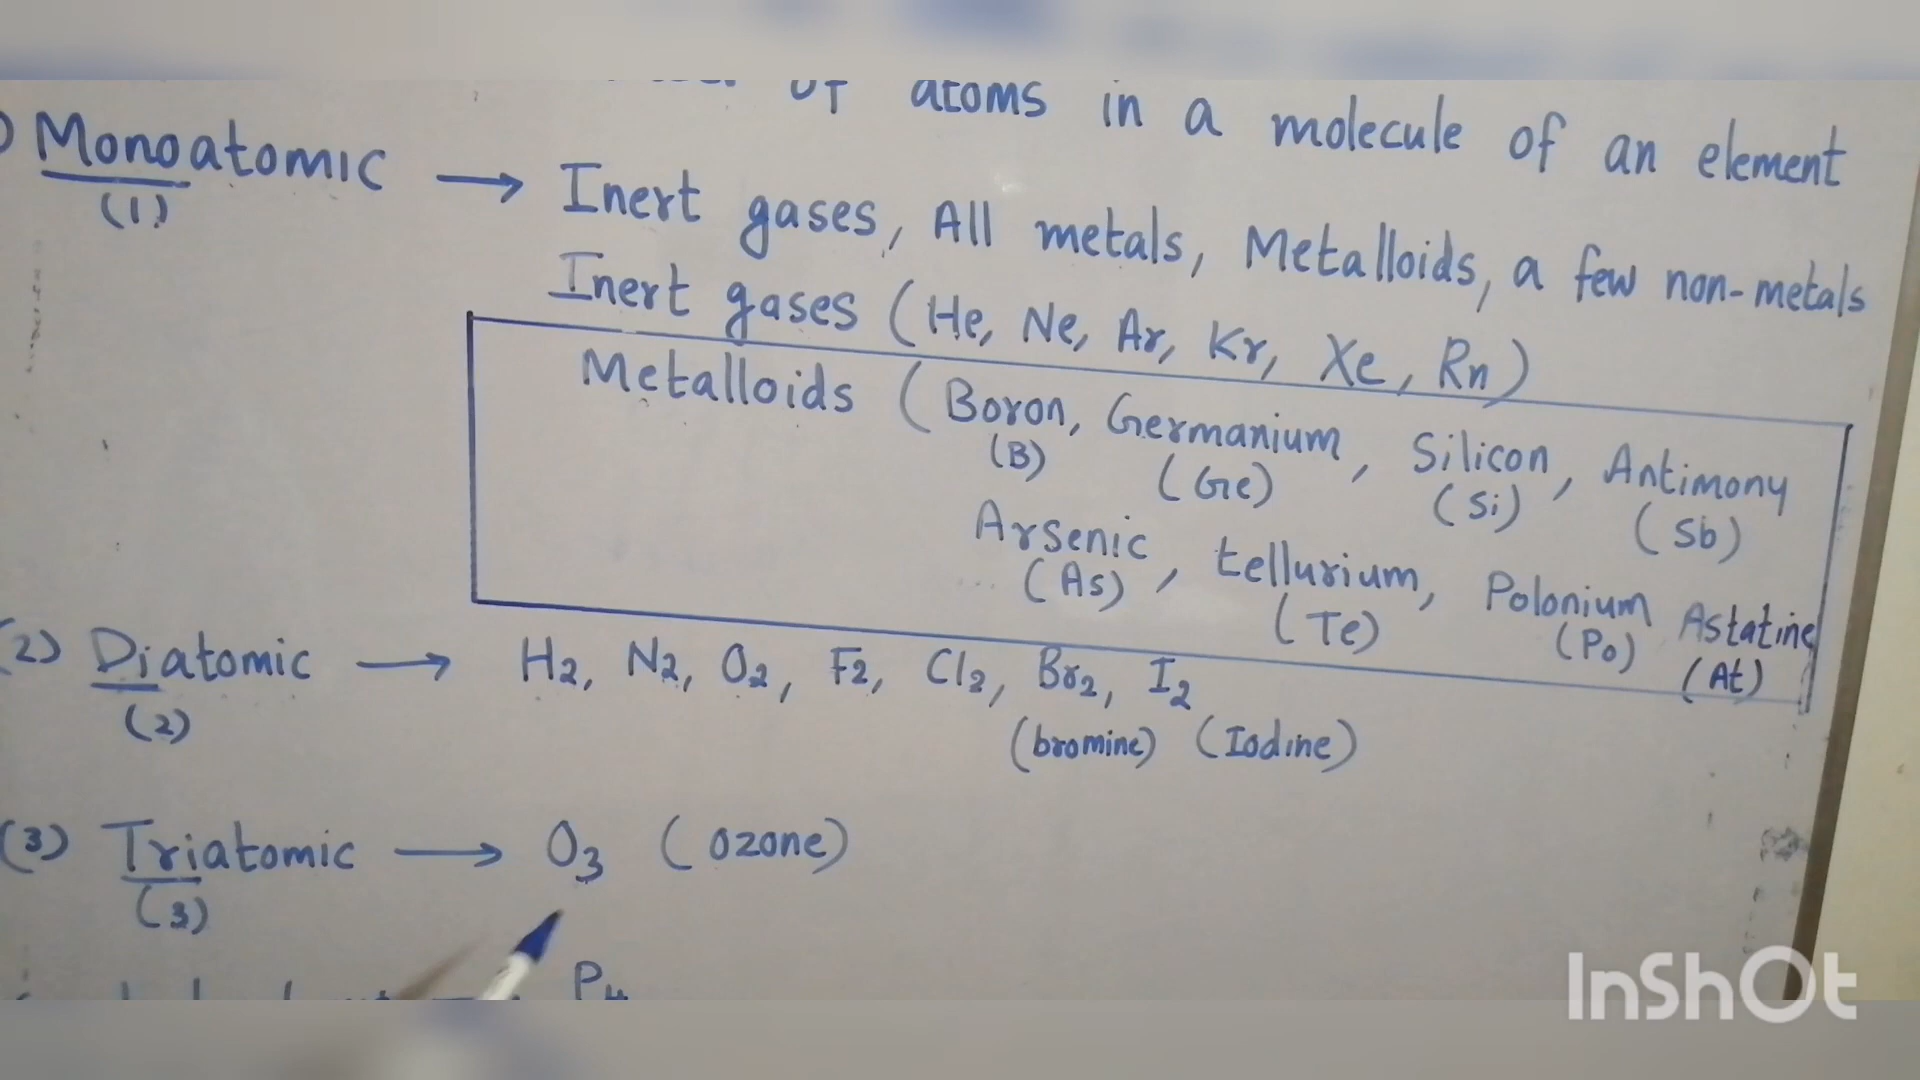 of atoms in a molecule of an element
Monoatomic → Inert gases, All metals, Metalloids, a few non-metals
(1)
Inert gases (He, Ne, Ar, Kr, Xe, Rn)
Metalloids (Boron, Germanium, Silicon, Antimony
(B) (Ge) (Si) (Sb)
Arsenic, tellurium, Polonium Astatine
(As) (Te) (Po) (At)
(2) Diatomic → H2, N2, O2, F2, Cl2, Br2, I2
(2) (bromine) (Iodine)
(3) Triatomic → O3 (ozone)
(3)
P4
InShOt